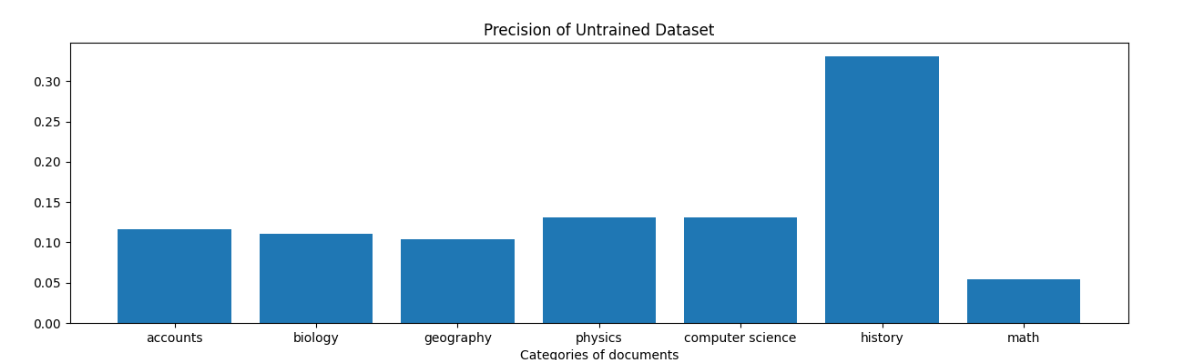 Precision of Untrained Dataset
0.30
0.25
0.20
0.15
0.10
0.05
0.00
accounts biology geography physics computer science history math
Categories of documents